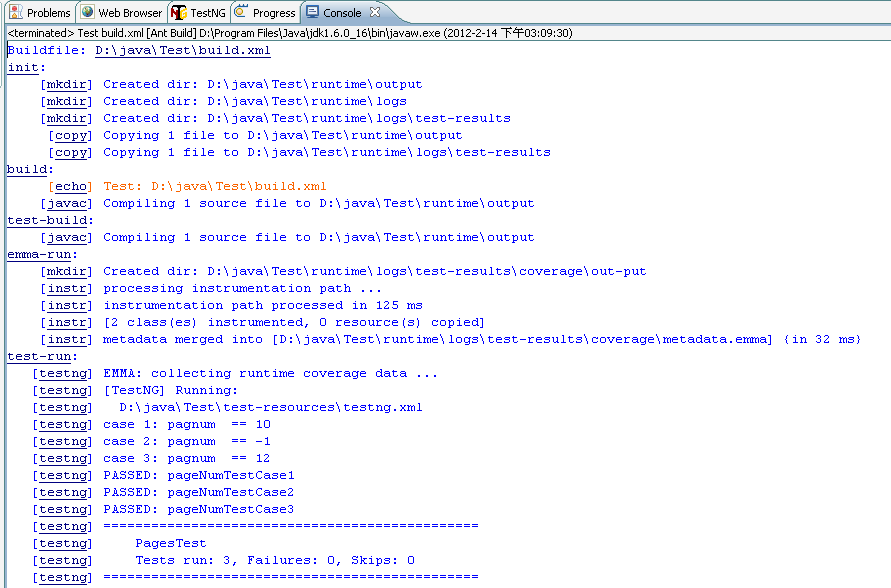 Problems Web Browser TestNG Progress Console
<terminated> Test build.xml [Ant Build] D:\Program Files\Java\jdk1.6.0_16\bin\javaw.exe (2012-2-14 下午03:09:30)
Buildfile: D:\java\Test\build.xml
init:
[mkdir] Created dir: D:\java\Test\runtime\output
[mkdir] Created dir: D:\java\Test\runtime\logs
[mkdir] Created dir: D:\java\Test\runtime\logs\test-results
[copy] Copying 1 file to D:\java\Test\runtime\output
[copy] Copying 1 file to D:\java\Test\runtime\logs\test-results
build:
[echo] Test: D:\java\Test\build.xml
[javac] Compiling 1 source file to D:\java\Test\runtime\output
test-build:
[javac] Compiling 1 source file to D:\java\Test\runtime\output
emma-run:
[mkdir] Created dir: D:\java\Test\runtime\logs\test-results\coverage\out-put
[instr] processing instrumentation path ...
[instr] instrumentation path processed in 125 ms
[instr] [2 class(es) instrumented, 0 resource(s) copied]
[instr] metadata merged into [D:\java\Test\runtime\logs\test-results\coverage\metadata.emma] {in 32 ms}
test-run:
[testng] EMMA: collecting runtime coverage data ...
[testng] [TestNG] Running:
[testng]   D:\java\Test\test-resources\testng.xml
[testng] case 1: pagnum  == 10
[testng] case 2: pagnum  == -1
[testng] case 3: pagnum  == 12
[testng] PASSED: pageNumTestCase1
[testng] PASSED: pageNumTestCase2
[testng] PASSED: pageNumTestCase3
[testng] ===============================================
[testng]     PagesTest
[testng]     Tests run: 3, Failures: 0, Skips: 0
[testng] ===============================================